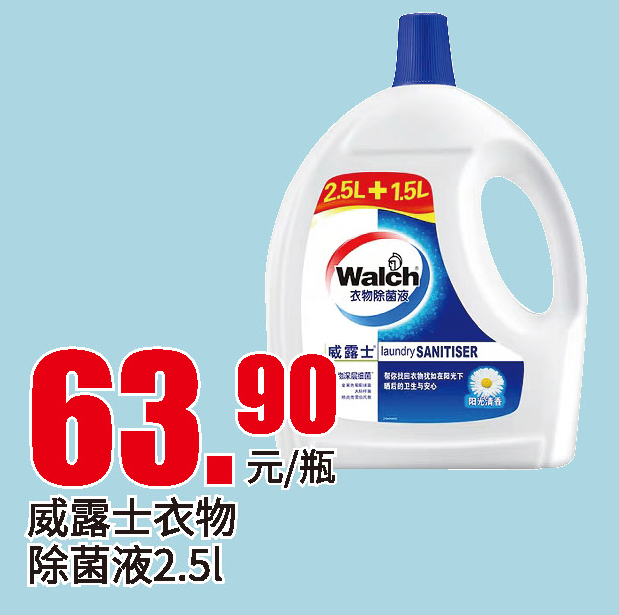 2.5L+1.5L
Walch
衣物除菌液
威露士
laundry SANITISER
帮你找回衣物犹如在阳光下
晒后的卫生与安心
阳光清香
63.90
元/瓶
威露士衣物
除菌液2.5l